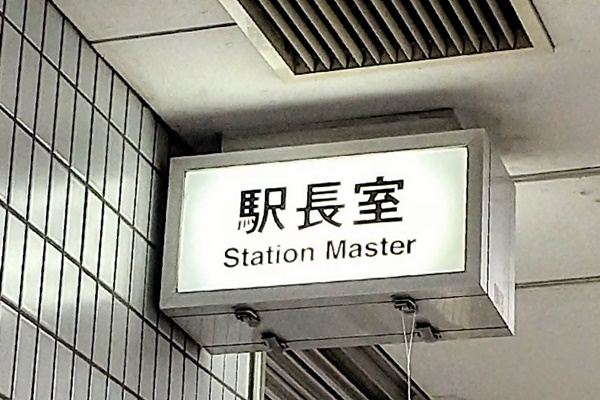 駅長室
Station Master